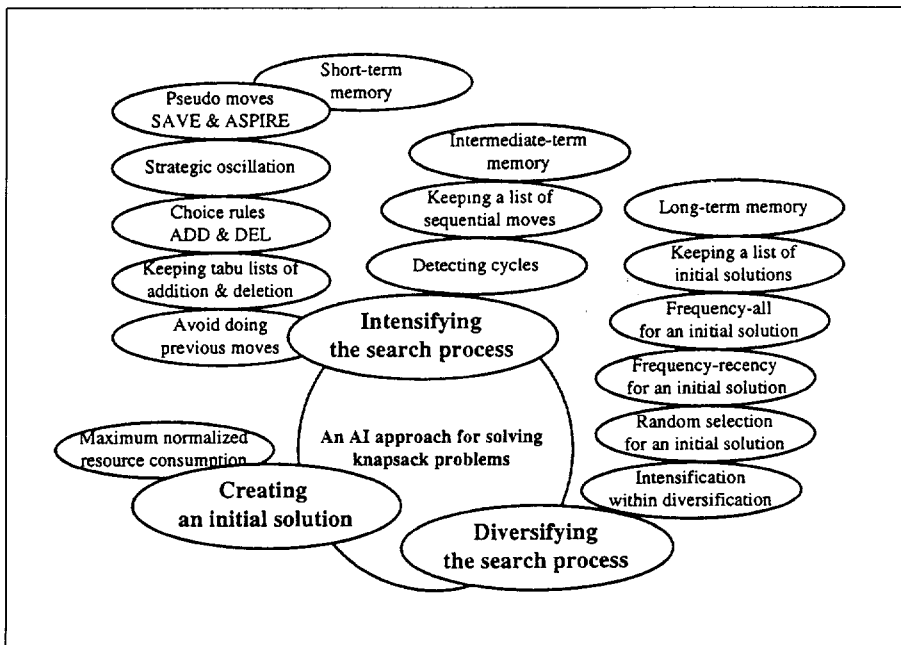 Short-term
memory
Pseudo moves
SAVE & ASPIRE
Strategic oscillation
Choice rules
ADD & DEL
Keeping tabu lists of
addition & deletion
Avoid doing
previous moves
Intermediate-term
memory
Keeping a list of
sequential moves
Detecting cycles
Long-term memory
Keeping a list of
initial solutions
Frequency-all
for an initial solution
Frequency-recency
for an initial solution
Random selection
for an initial solution
Intensification
within diversification
Intensifying
the search process
An AI approach for solving
knapsack problems
Maximum normalized
resource consumption
Creating
an initial solution
Diversifying
the search process